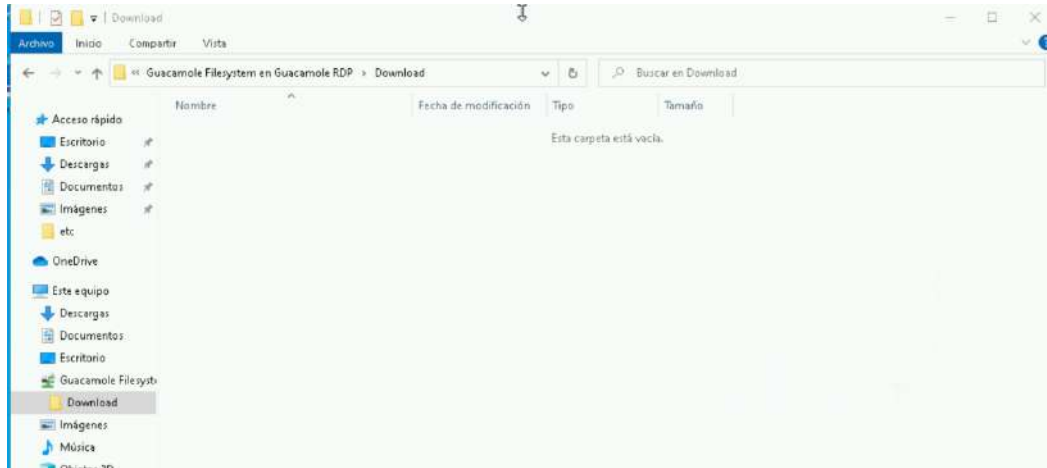 Download
Archivo Inicio Compartir Vista
« Guacamole Filesystem en Guacamole RDP › Download
Buscar en Download
Nombre Fecha de modificación Tipo Tamaño
Esta carpeta está vacía.
Acceso rápido
Escritorio
Descargas
Documentos
Imágenes
etc
OneDrive
Este equipo
Descargas
Documentos
Escritorio
Guacamole Filesyst
Download
Imágenes
Música